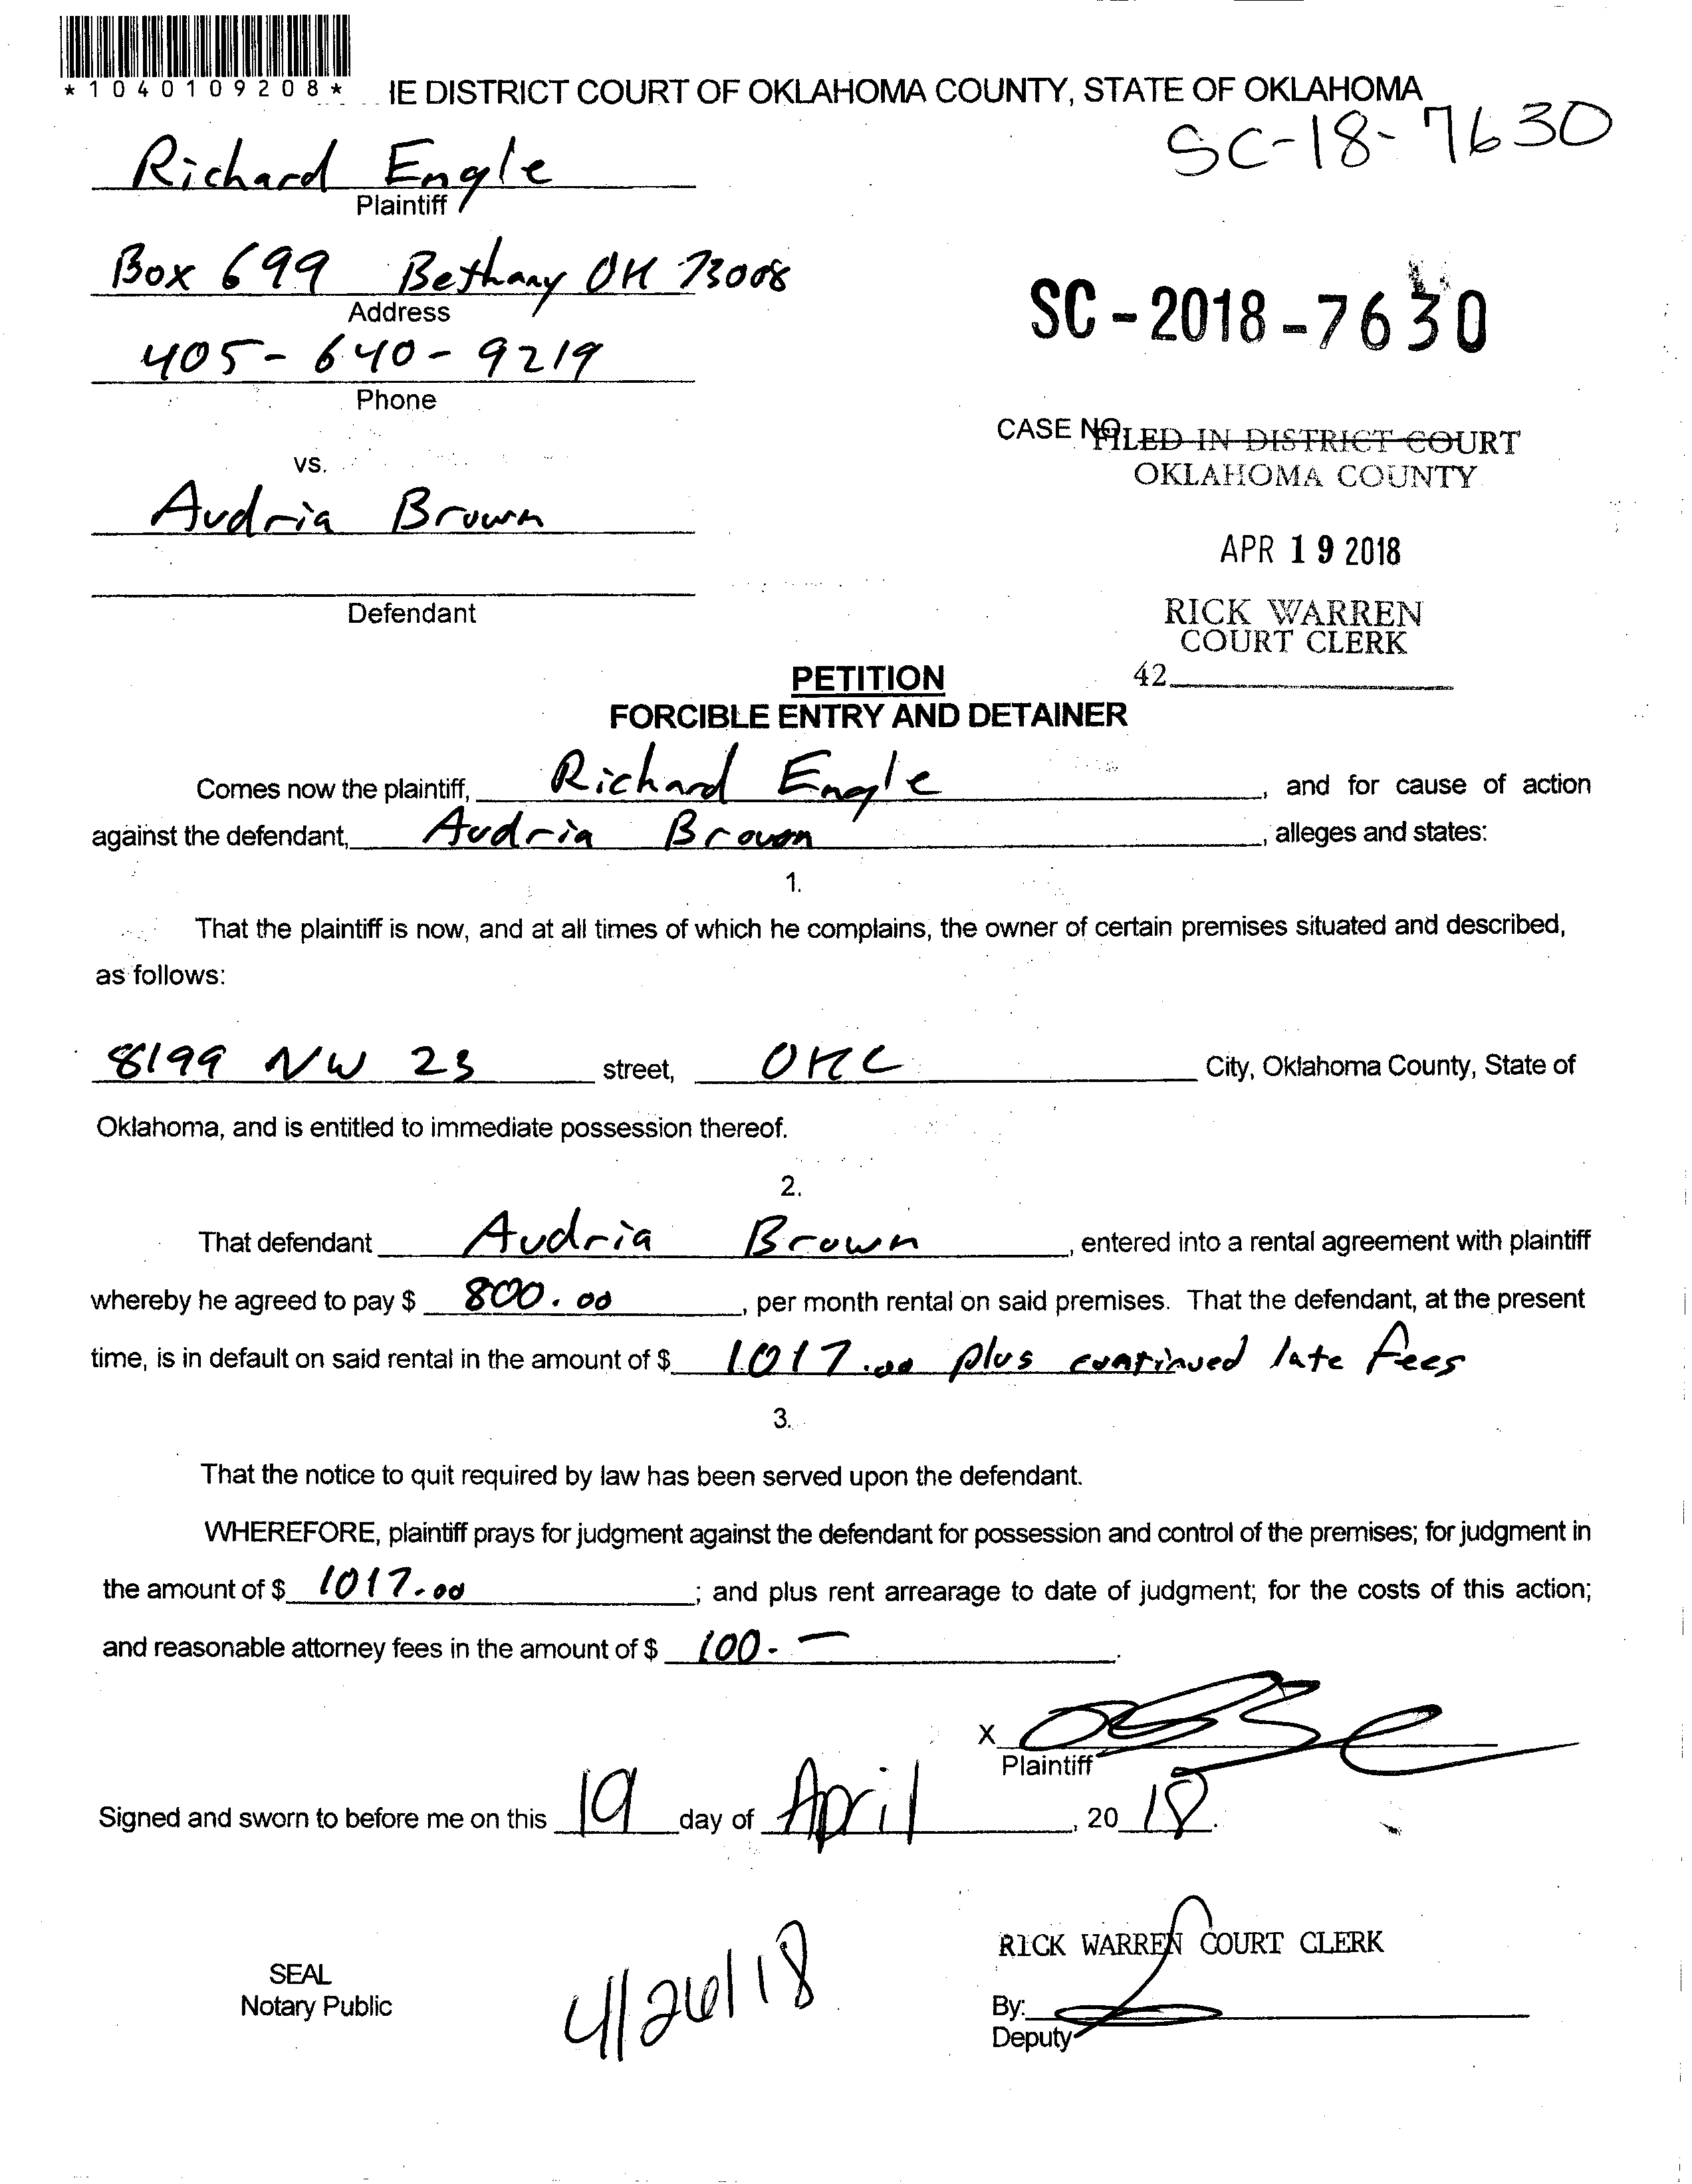 *1040109208*
IE DISTRICT COURT OF OKLAHOMA COUNTY, STATE OF OKLAHOMA
SC-18-7630
Richard Engle
Plaintiff
Box 699 Bethany OK 73008
Address
SC-2018-7630
405-640-9219
Phone
CASE NO.
FILED IN DISTRICT COURT
OKLAHOMA COUNTY
vs.
Audria Brown
APR 19 2018
Defendant
RICK WARREN
COURT CLERK
42
PETITION
FORCIBLE ENTRY AND DETAINER
Comes now the plaintiff, Richard Engle, and for cause of action
against the defendant, Audria Brown, alleges and states:
1.
That the plaintiff is now, and at all times of which he complains, the owner of certain premises situated and described,
as follows:
8199 NW 23 street, OKC City, Oklahoma County, State of
Oklahoma, and is entitled to immediate possession thereof.
2.
That defendant Audria Brown, entered into a rental agreement with plaintiff
whereby he agreed to pay $ 800.00, per month rental on said premises. That the defendant, at the present
time, is in default on said rental in the amount of $ 1017.00 plus continued late fees
3.
That the notice to quit required by law has been served upon the defendant.
WHEREFORE, plaintiff prays for judgment against the defendant for possession and control of the premises; for judgment in
the amount of $ 1017.00; and plus rent arrearage to date of judgment; for the costs of this action;
and reasonable attorney fees in the amount of $ 100.-.
X
Plaintiff
Signed and sworn to before me on this 19 day of April, 2018.
RICK WARREN COURT CLERK
SEAL
Notary Public
4/26/18
By:
Deputy